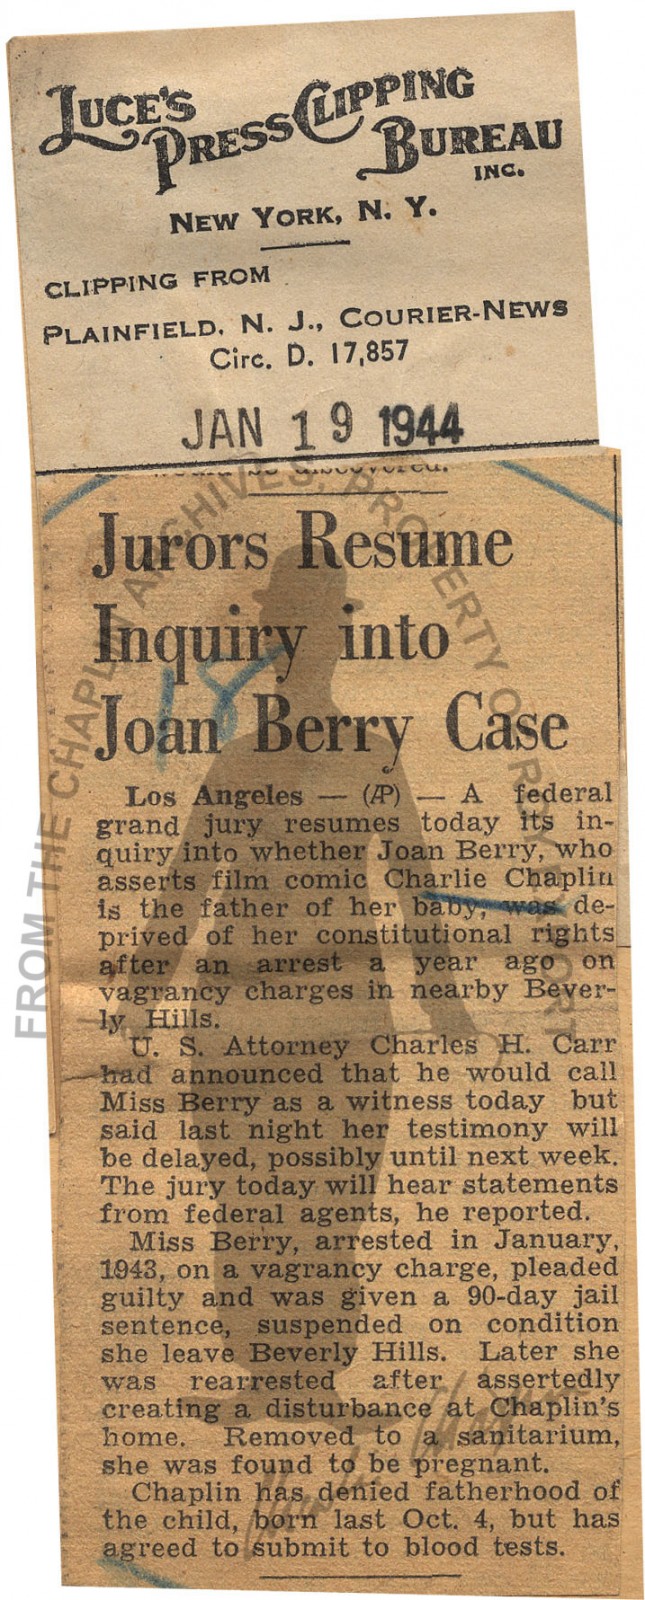 LUCE'S
PRESS CLIPPING
BUREAU
INC.
NEW YORK, N. Y.
CLIPPING FROM
PLAINFIELD, N. J., COURIER-NEWS
Circ. D. 17,857
JAN 19 1944
would be discovered.
Jurors Resume
Inquiry into
Joan Berry Case
Los Angeles — (AP) — A federal
grand jury resumes today its in-
quiry into whether Joan Berry, who
asserts film comic Charlie Chaplin
is the father of her baby, was de-
prived of her constitutional rights
after an arrest a year ago on
vagrancy charges in nearby Bever-
ly Hills.
U. S. Attorney Charles H. Carr
had announced that he would call
Miss Berry as a witness today but
said last night her testimony will
be delayed, possibly until next week.
The jury today will hear statements
from federal agents, he reported.
Miss Berry, arrested in January,
1943, on a vagrancy charge, pleaded
guilty and was given a 90-day jail
sentence, suspended on condition
she leave Beverly Hills. Later she
was rearrested after assertedly
creating a disturbance at Chaplin's
home. Removed to a sanitarium,
she was found to be pregnant.
Chaplin has denied fatherhood of
the child, born last Oct. 4, but has
agreed to submit to blood tests.
FROM THE CHAPLIN ARCHIVES, PROPERTY OF R
Charlie Chaplin